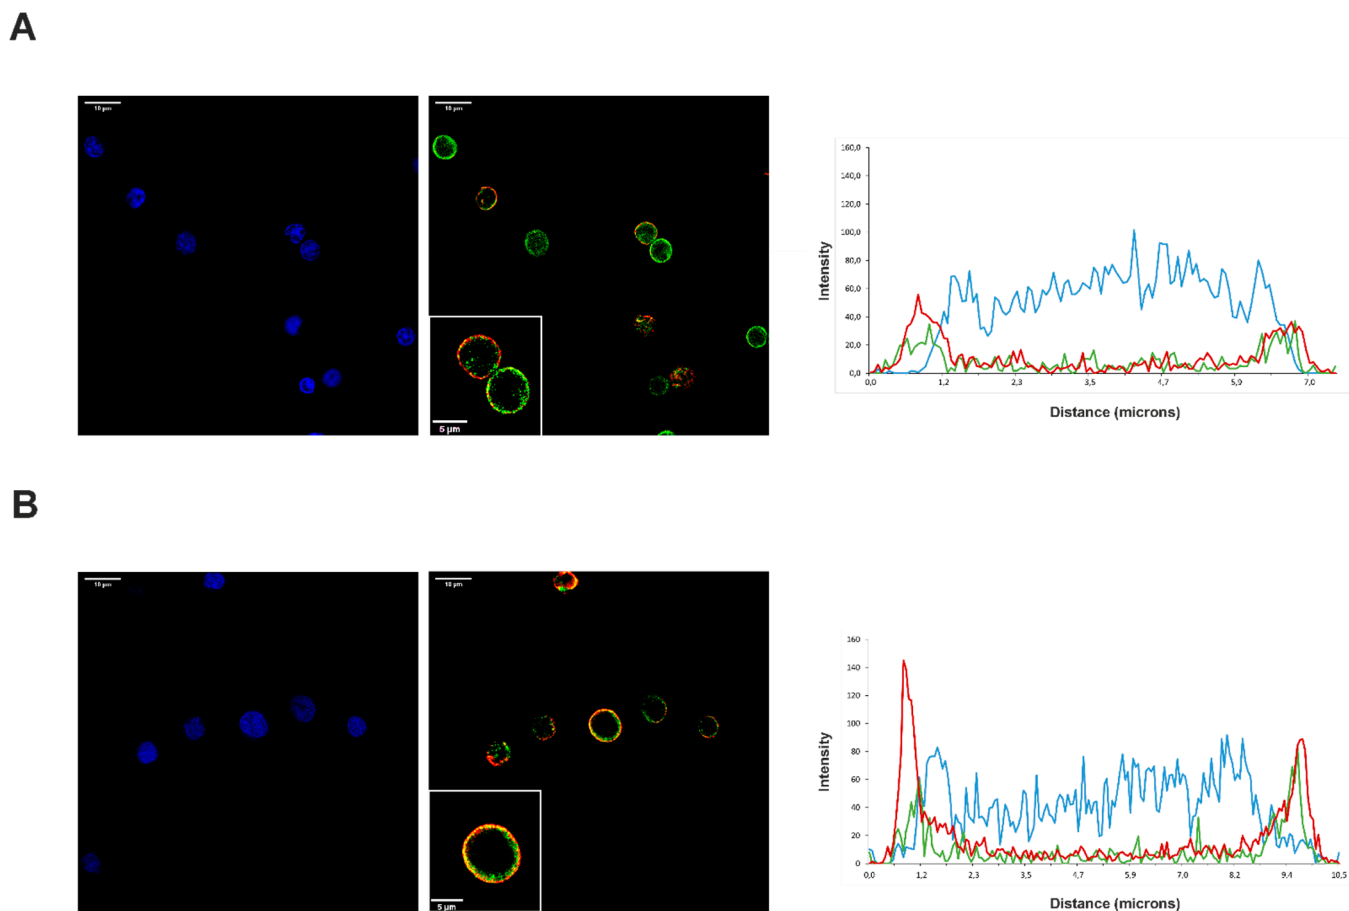 A
10 µm
10 µm
5 µm
160,0
140,0
120,0
100,0
80,0
60,0
40,0
20,0
0,0
Intensity
0,0 1,2 2,3 3,5 4,7 5,9 7,0
Distance (microns)
B
10 µm
10 µm
5 µm
160
140
120
100
80
60
40
20
0
Intensity
0,0 1,2 2,3 3,5 4,7 5,9 7,0 8,2 9,4 10,5
Distance (microns)